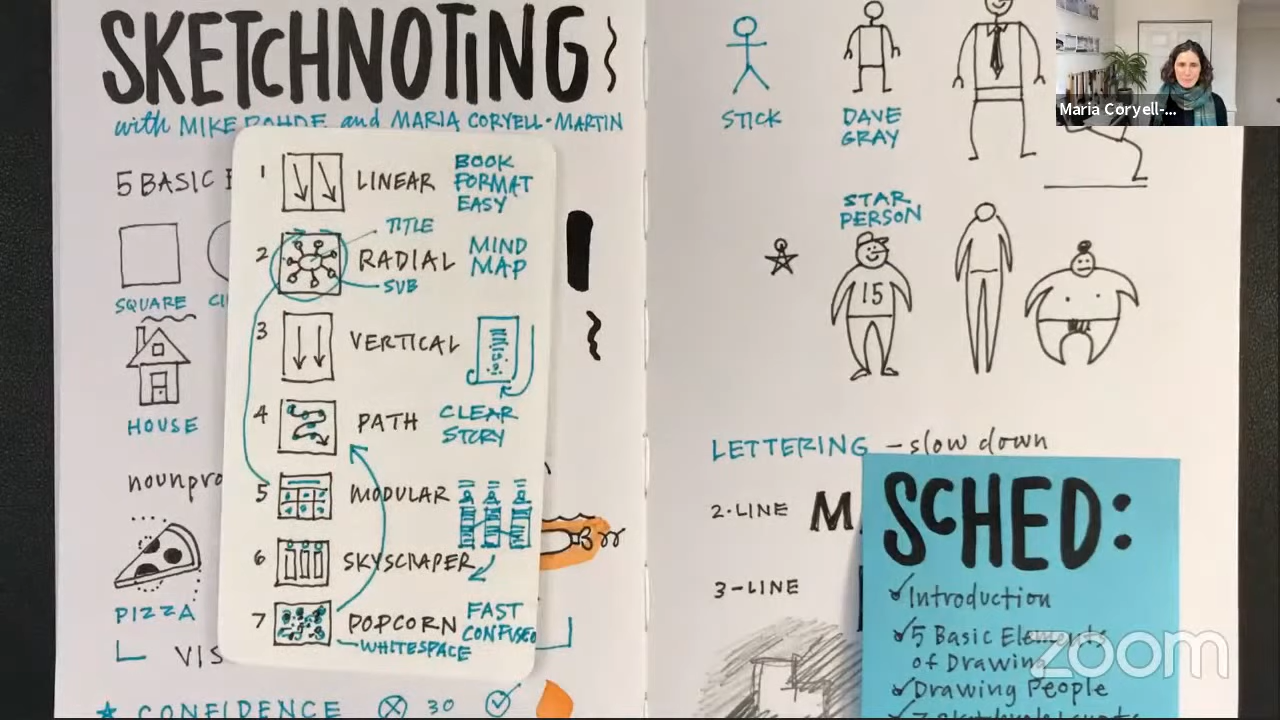 SKETCHNOTING
with MIKE ROHDE and MARIA CORYELL-MARTIN
5 BASIC
SQUARE
HOUSE
PIZZA
CONFIDENCE 30
1 LINEAR BOOK FORMAT EASY
TITLE
2 RADIAL MIND MAP
SUB
3 VERTICAL
4 PATH CLEAR STORY
5 MODULAR
6 SKYSCRAPER
7 POPCORN FAST CONFUSED
WHITESPACE
STICK
DAVE GRAY
STAR PERSON
15
LETTERING - slow down
2-LINE M
3-LINE
SCHED:
✓ Introduction
✓ 5 Basic Elements
of Drawing
✓ Drawing People
Maria Coryell-...
zoom